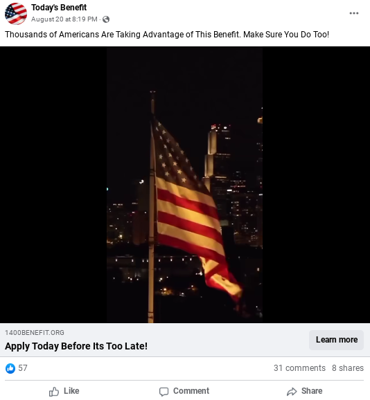 Today's Benefit
August 20 at 8:19 PM ·
Thousands of Americans Are Taking Advantage of This Benefit. Make Sure You Do Too!
1400BENEFIT.ORG
Apply Today Before Its Too Late!
Learn more
57
31 comments 8 shares
Like
Comment
Share